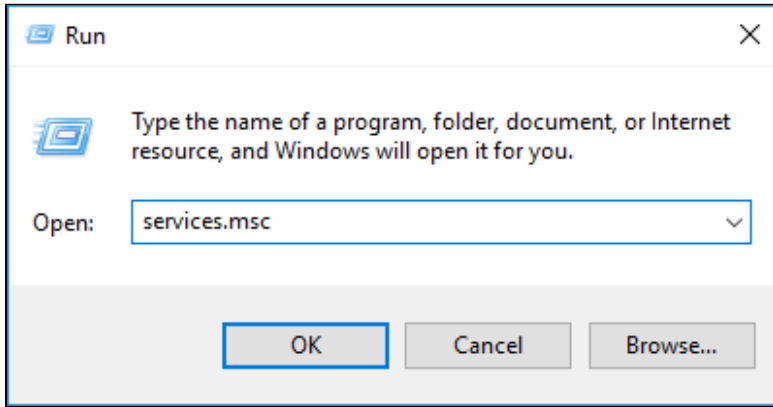 Run
Type the name of a program, folder, document, or Internet
resource, and Windows will open it for you.
Open: services.msc
OK Cancel Browse...